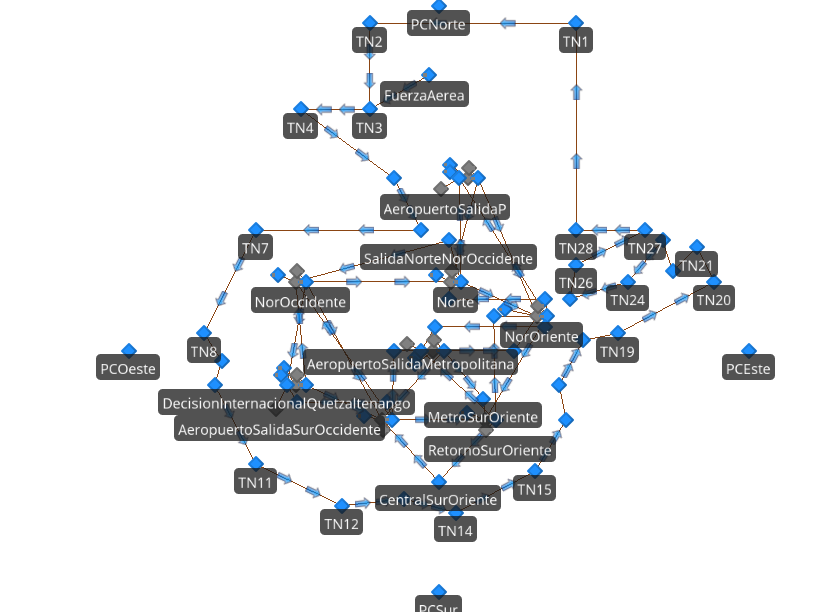 PCNorte
TN2
TN1
FuerzaAerea
TN4
TN3
AeropuertoSalidaP
TN7
TN28
TN27
SalidaNorteNorOccidente
TN21
TN26
NorOccidente
Norte
TN24
TN20
NorOriente
TN8
TN19
PCOeste
AeropuertoSalidaMetropolitana
PCEste
DecisionInternacionalQuetzaltenango
MetroSurOriente
AeropuertoSalidaSurOccidente
RetornoSurOriente
TN11
TN15
CentralSurOriente
TN12
TN14
PCSur